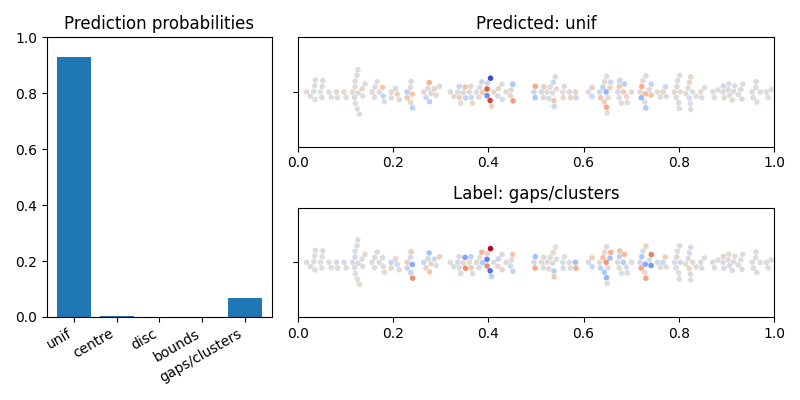 Prediction probabilities
1.0
0.8
0.6
0.4
0.2
0.0
unif
centre
disc
bounds
gaps/clusters
Predicted: unif
0.0 0.2 0.4 0.6 0.8 1.0
Label: gaps/clusters
0.0 0.2 0.4 0.6 0.8 1.0